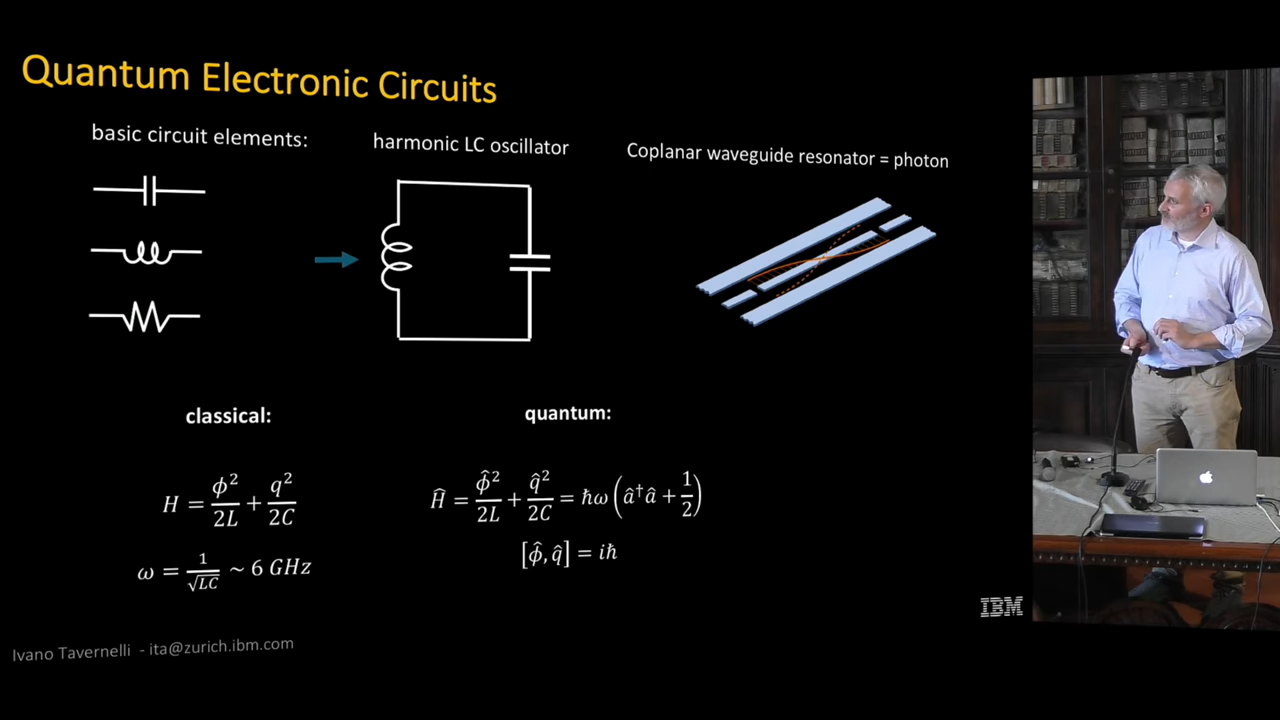 Quantum Electronic Circuits
basic circuit elements:
harmonic LC oscillator
Coplanar waveguide resonator = photon
classical:
quantum:
H = ϕ²/2L + q²/2C
Ĥ = ϕ̂²/2L + q̂²/2C = ħω(â†â + 1/2)
ω = 1/√LC ~ 6 GHz
[ϕ̂, q̂] = iħ
IBM
Ivano Tavernelli - ita@zurich.ibm.com